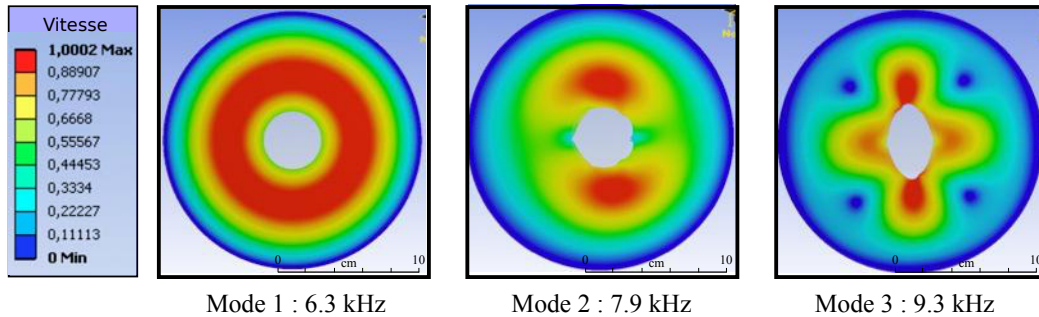 Vitesse
1,0002 Max
0,88907
0,77793
0,6668
0,55567
0,44453
0,3334
0,22227
0,11113
0 Min
0 cm 10
0 cm 10
0 cm 10
Mode 1 : 6.3 kHz
Mode 2 : 7.9 kHz
Mode 3 : 9.3 kHz